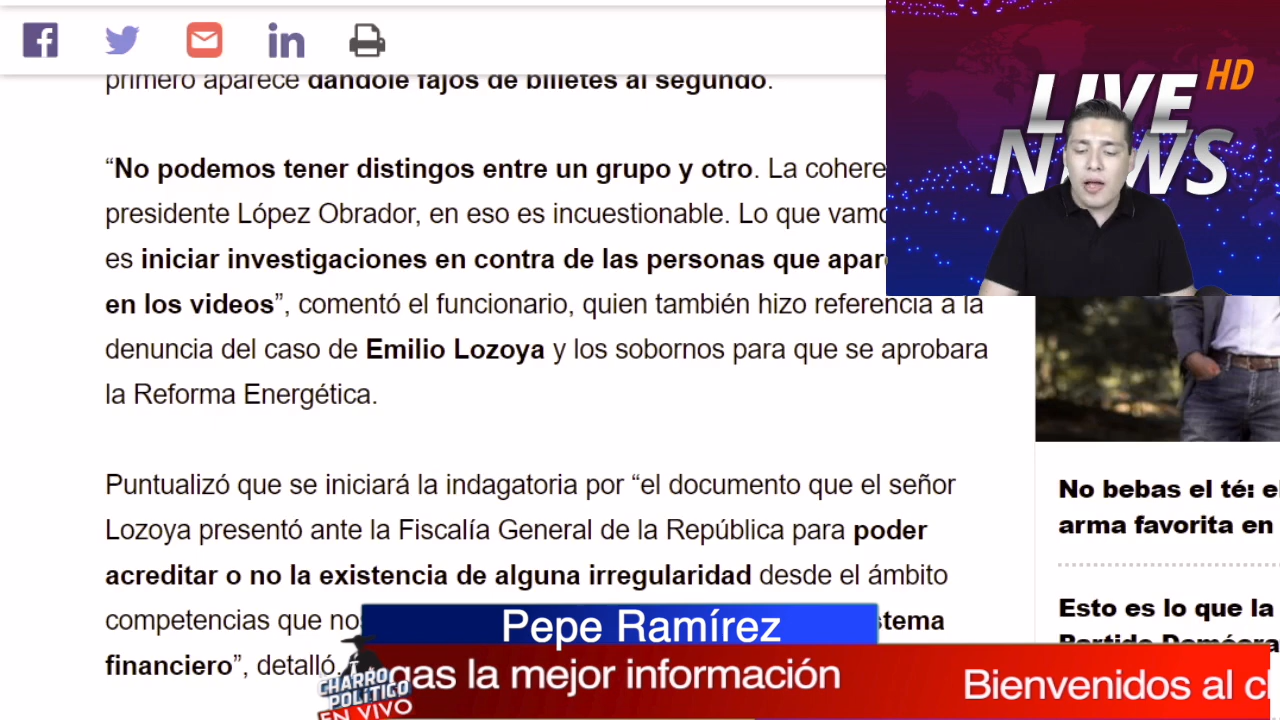 primero aparece dándole fajos de billetes al segundo.
“No podemos tener distingos entre un grupo y otro. La cohere
presidente López Obrador, en eso es incuestionable. Lo que vamo
es iniciar investigaciones en contra de las personas que apar
en los videos”, comentó el funcionario, quien también hizo referencia a la
denuncia del caso de Emilio Lozoya y los sobornos para que se aprobara
la Reforma Energética.
Puntualizó que se iniciará la indagatoria por “el documento que el señor
Lozoya presentó ante la Fiscalía General de la República para poder
acreditar o no la existencia de alguna irregularidad desde el ámbito
competencias que no stema
financiero”, detalló.
LIVE HD
NEWS
No bebas el té: el
arma favorita en
Esto es lo que la
Partido Demócra
Pepe Ramírez
gas la mejor información
Bienvenidos al ch
CHARRO
POLÍTICO
EN VIVO